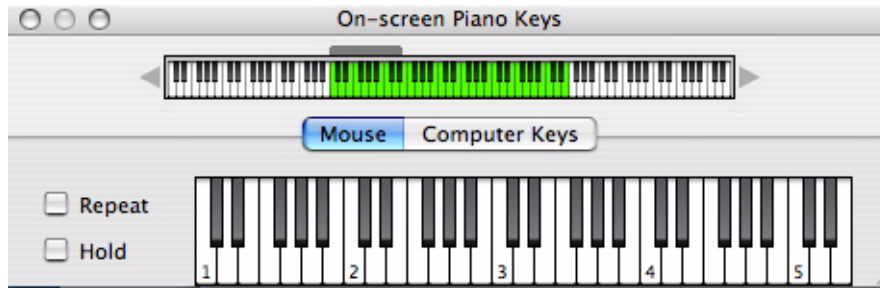 On-screen Piano Keys
Mouse Computer Keys
Repeat
Hold
1 2 3 4 5